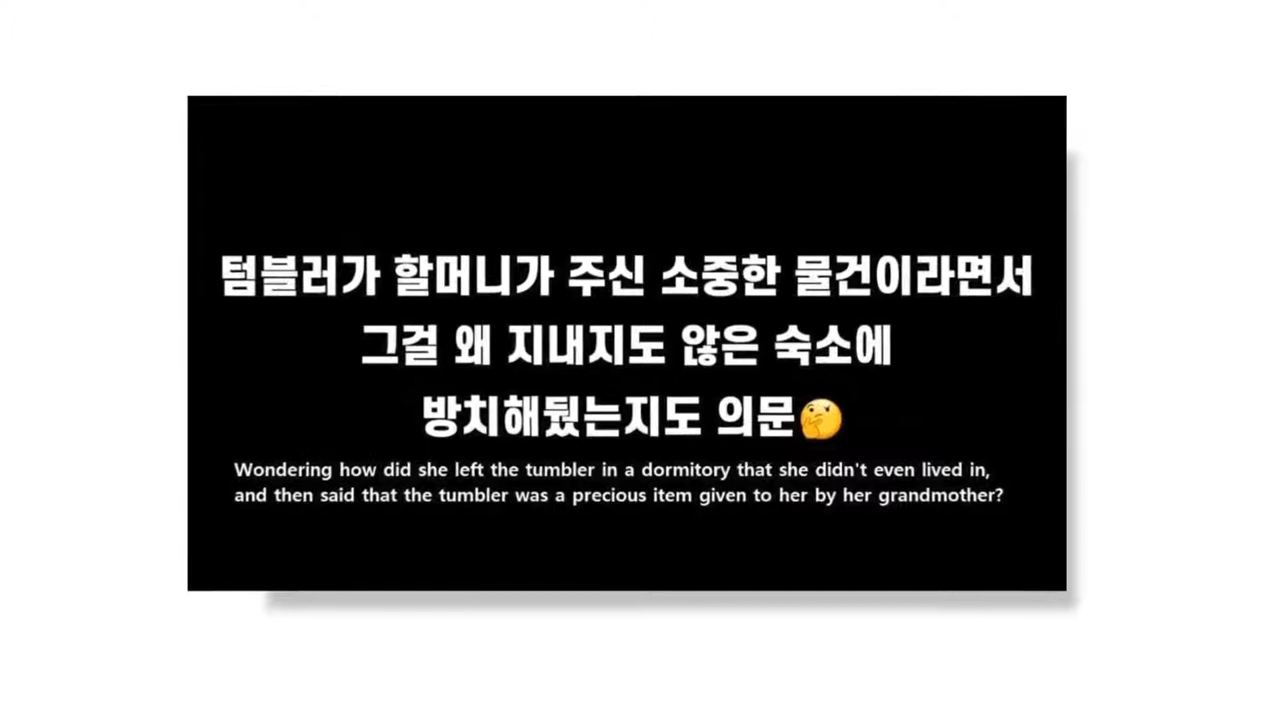 텀블러가 할머니가 주신 소중한 물건이라면서
그걸 왜 지내지도 않은 숙소에
방치해뒀는지도 의문🤔
Wondering how did she left the tumbler in a dormitory that she didn't even lived in,
and then said that the tumbler was a precious item given to her by her grandmother?